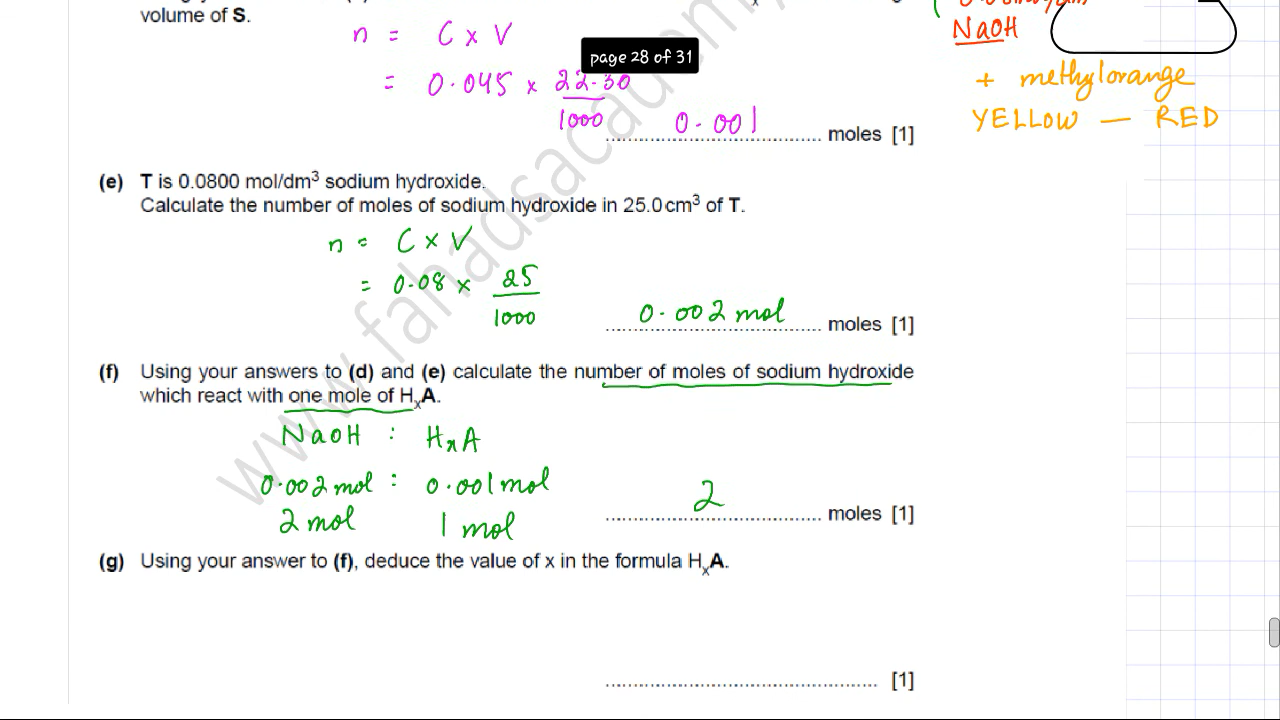 volume of S.
n = C x V
page 28 of 31
= 0.045 x 22.30
1000
0.001 moles [1]
NaOH
+ methylorange
YELLOW — RED
(e) T is 0.0800 mol/dm³ sodium hydroxide.
Calculate the number of moles of sodium hydroxide in 25.0 cm³ of T.
n = C x V
= 0.08 x 25
1000
0.002 mol moles [1]
(f) Using your answers to (d) and (e) calculate the number of moles of sodium hydroxide
which react with one mole of HₓA.
NaOH : HₓA
0.002 mol : 0.001 mol
2 mol 1 mol
2 moles [1]
(g) Using your answer to (f), deduce the value of x in the formula HₓA.
[1]
www.fahadsacademy